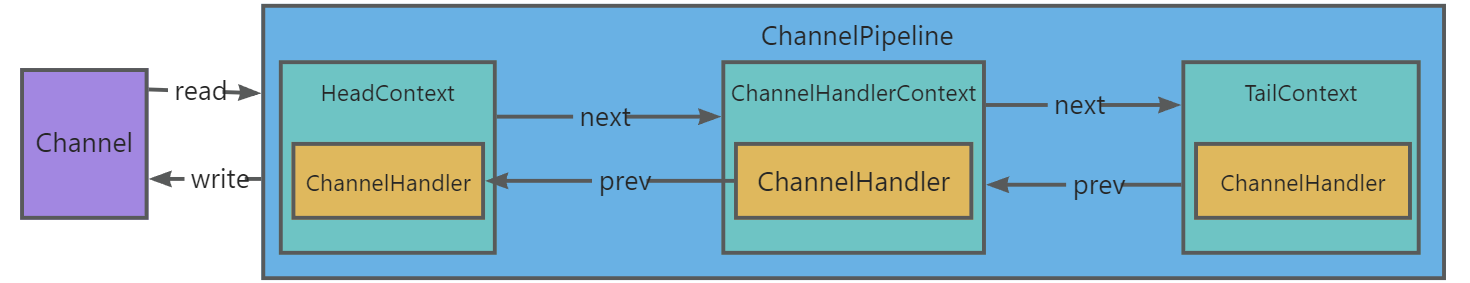 ChannelPipeline
Channel
read
write
HeadContext
ChannelHandler
next
prev
ChannelHandlerContext
ChannelHandler
next
prev
TailContext
ChannelHandler